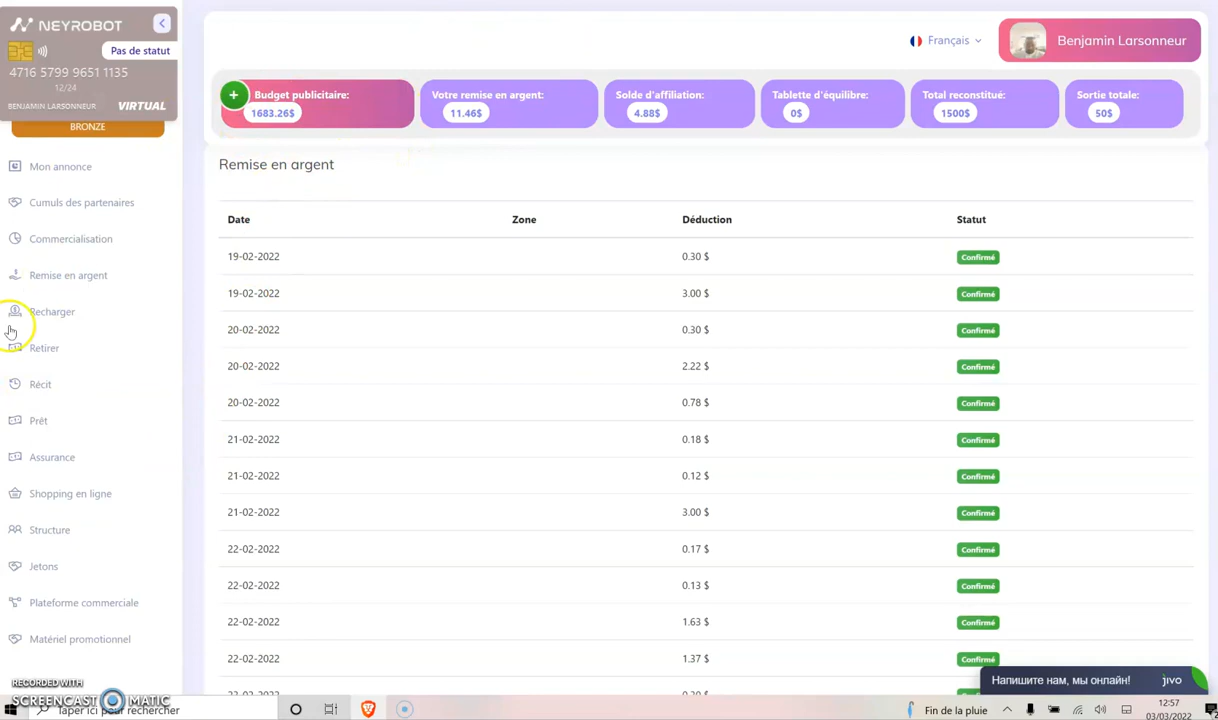 NEYROBOT
Pas de statut
4716 5799 9651 1135
12/24
BENJAMIN LARSONNEUR VIRTUAL
BRONZE
Mon annonce
Cumuls des partenaires
Commercialisation
Remise en argent
Recharger
Retirer
Récit
Prêt
Assurance
Shopping en ligne
Structure
Jetons
Plateforme commerciale
Matériel promotionnel
Français
Benjamin Larsonneur
+
Budget publicitaire:
1683.26$
Votre remise en argent:
11.46$
Solde d'affiliation:
4.88$
Tablette d'équilibre:
0$
Total reconstitué:
1500$
Sortie totale:
50$
Remise en argent
Date Zone Déduction Statut
19-02-2022 0.30 $ Confirmé
19-02-2022 3.00 $ Confirmé
20-02-2022 0.30 $ Confirmé
20-02-2022 2.22 $ Confirmé
20-02-2022 0.78 $ Confirmé
21-02-2022 0.18 $ Confirmé
21-02-2022 0.12 $ Confirmé
21-02-2022 3.00 $ Confirmé
22-02-2022 0.17 $ Confirmé
22-02-2022 0.13 $ Confirmé
22-02-2022 1.63 $ Confirmé
22-02-2022 1.37 $ Confirmé
Напишите нам, мы онлайн! jivo
RECORDED WITH
SCREENCAST MATIC
Taper ici pour rechercher
Fin de la pluie
12:57
03/03/2022